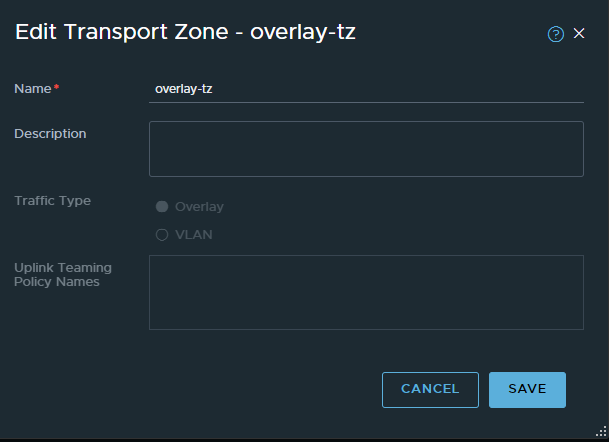 Edit Transport Zone - overlay-tz
?
Name*
overlay-tz
Description
Traffic Type
Overlay
VLAN
Uplink Teaming
Policy Names
CANCEL
SAVE